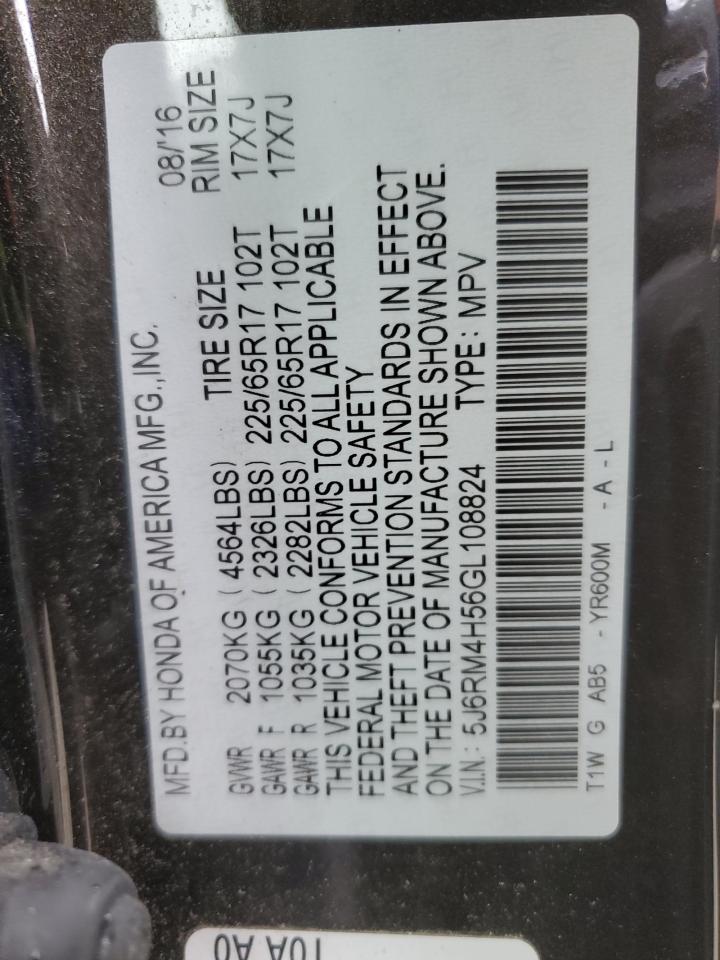 MFD.BY HONDA OF AMERICA MFG.,INC. 08/'16
TIRE SIZE RIM SIZE
GVWR 2070KG ( 4564LBS)
GAWR F 1055KG ( 2326LBS) 225/65R17 102T 17X7J
GAWR R 1035KG ( 2282LBS) 225/65R17 102T 17X7J
THIS VEHICLE CONFORMS TO ALL APPLICABLE
FEDERAL MOTOR VEHICLE SAFETY
AND THEFT PREVENTION STANDARDS IN EFFECT
ON THE DATE OF MANUFACTURE SHOWN ABOVE.
V.I.N.: 5J6RM4H56GL108824 TYPE: MPV
T1W G AB5 - YR600M - A - L